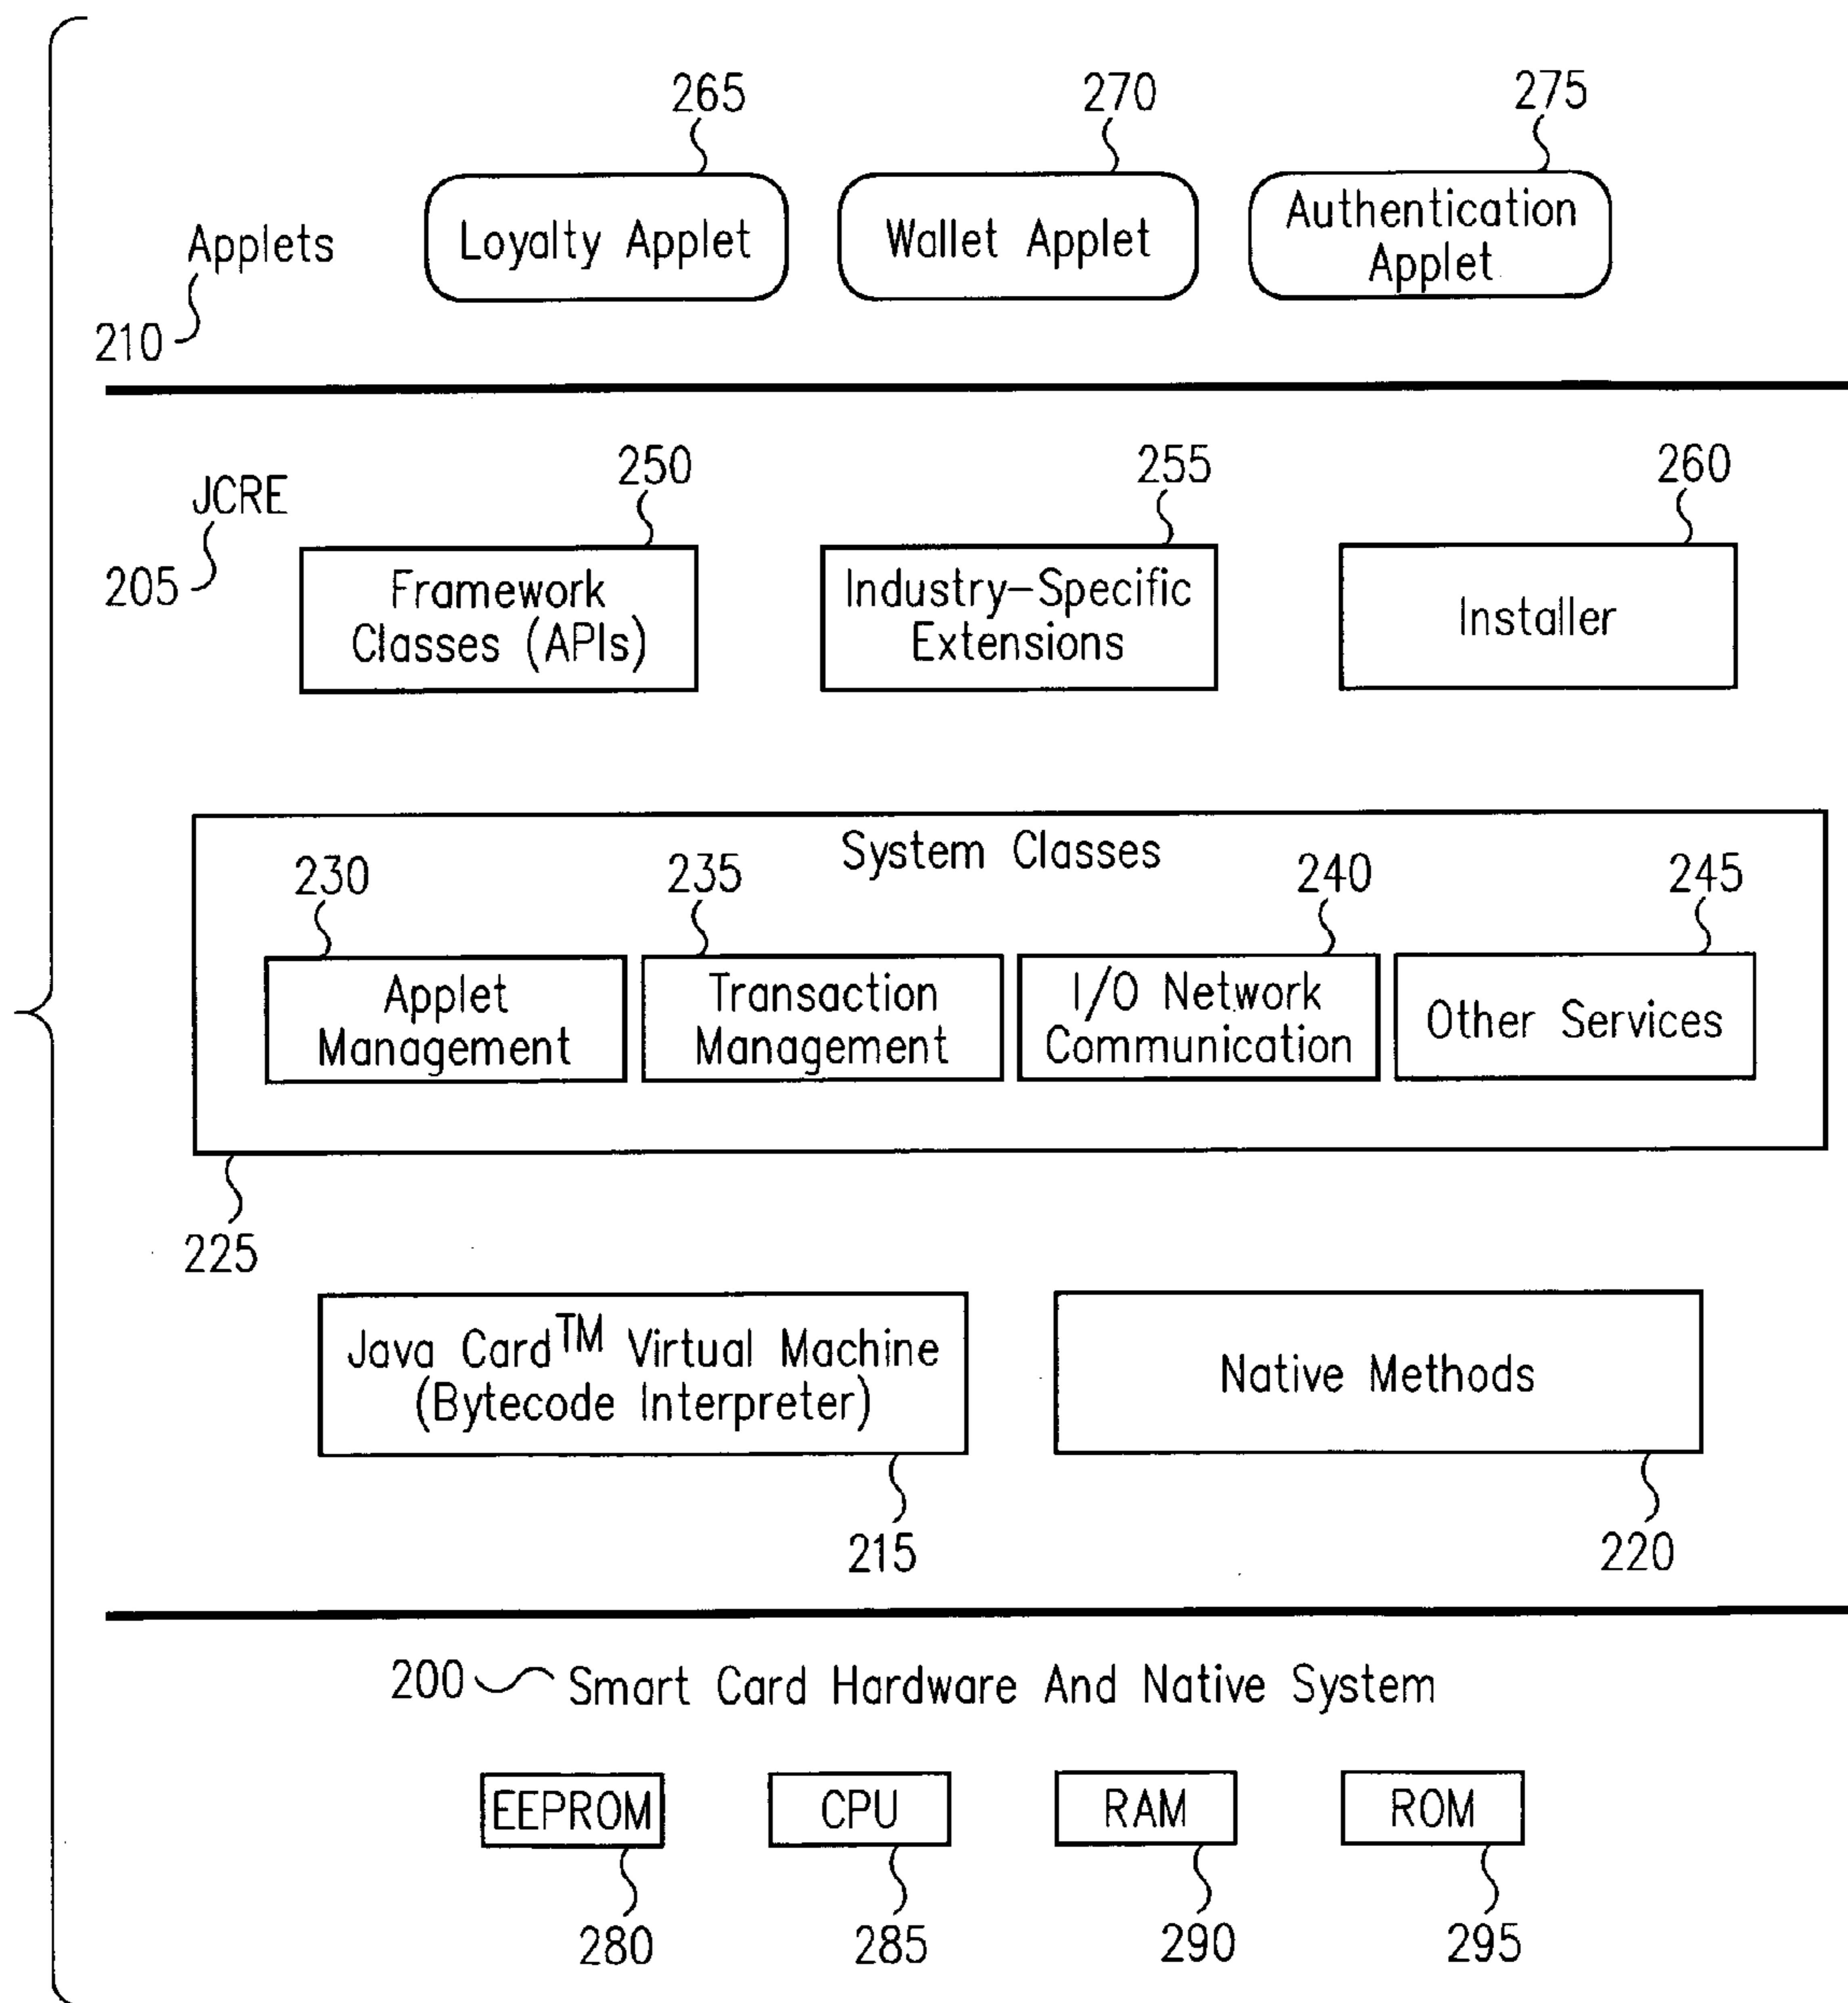 265 270 275
Loyalty Applet
Wallet Applet
Authentication
Applet
Applets
210
250 255 260
JCRE
205
Framework
Classes (APIs)
Industry-Specific
Extensions
Installer
System Classes
230 235 240 245
Applet
Management
Transaction
Management
I/O Network
Communication
Other Services
225
Java Card™ Virtual Machine
(Bytecode Interpreter)
Native Methods
215 220
200 Smart Card Hardware And Native System
EEPROM CPU RAM ROM
280 285 290 295